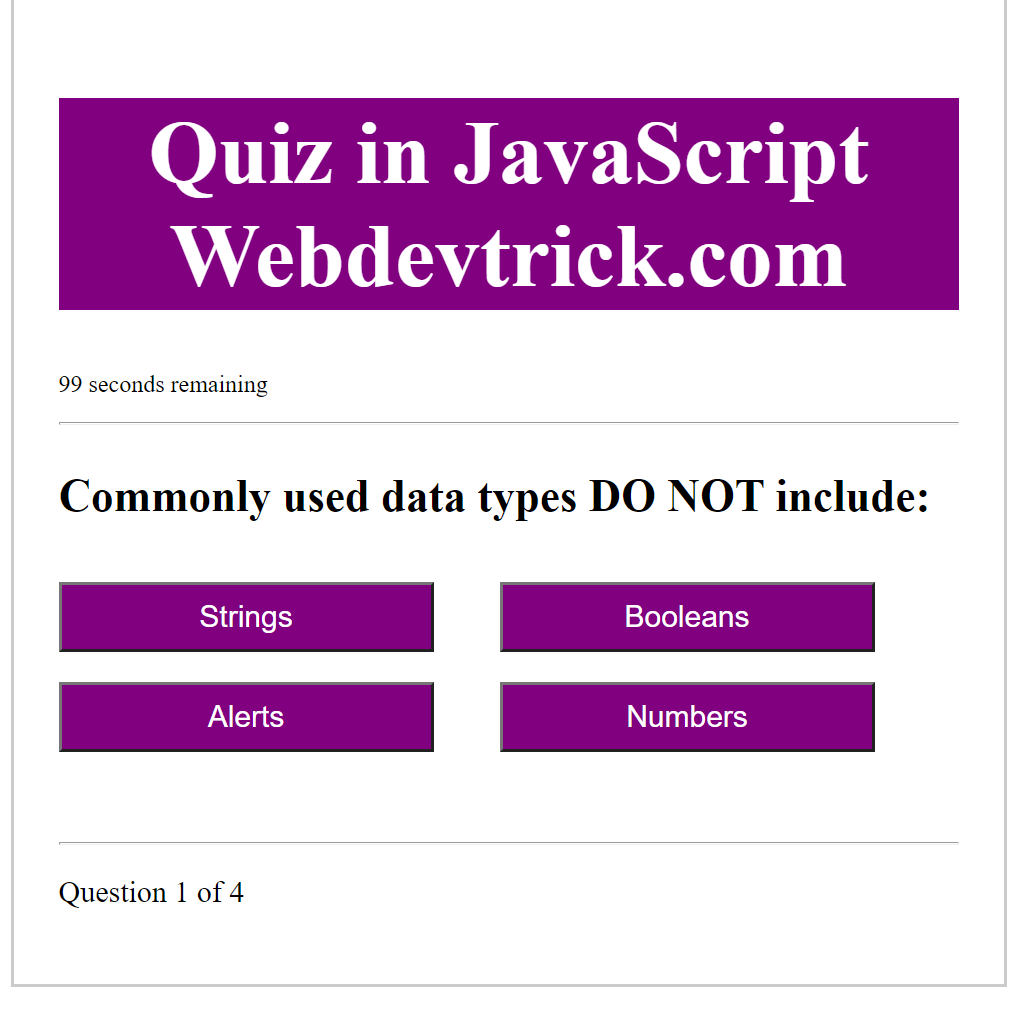 Quiz in JavaScript
Webdevtrick.com
99 seconds remaining
Commonly used data types DO NOT include:
Strings
Booleans
Alerts
Numbers
Question 1 of 4